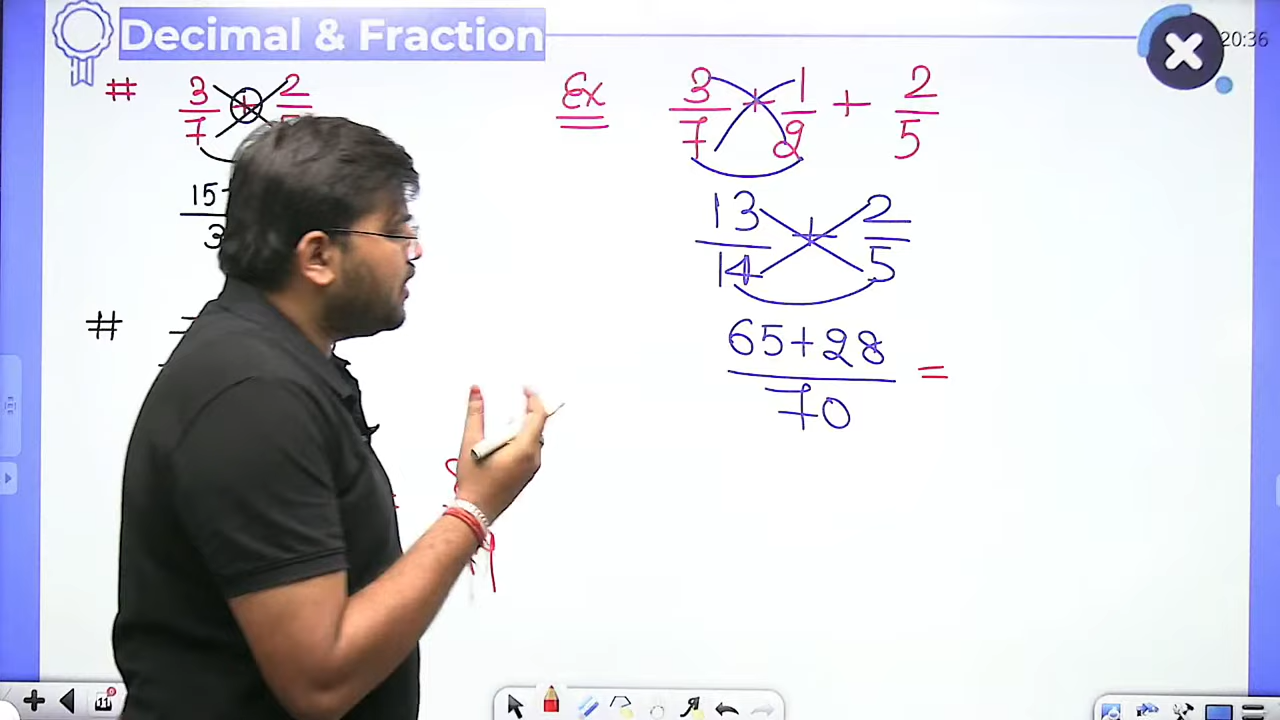 Decimal & Fraction
20:36
# 3/7 + 2/
15
3
#
Ex 3/7 + 1/2 + 2/5
13/14 + 2/5
65+28/70 =
11